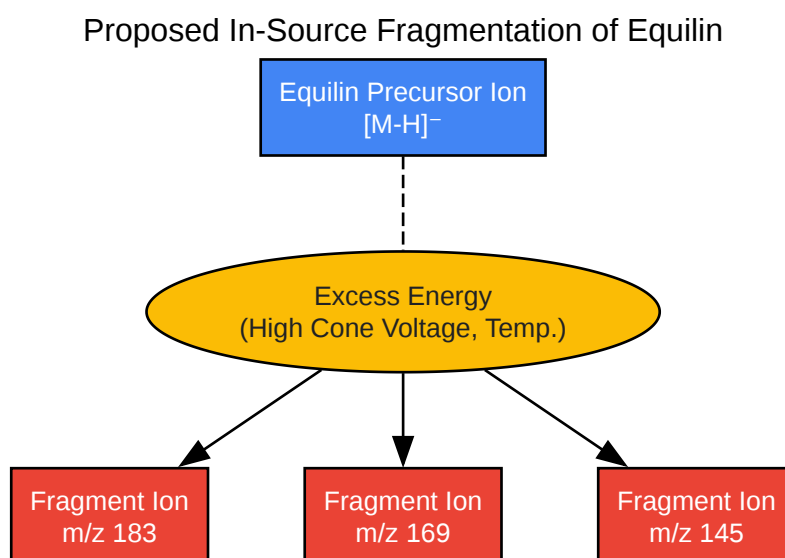 Proposed In-Source Fragmentation of Equilin
Equilin Precursor Ion
[M-H]⁻
Excess Energy
(High Cone Voltage, Temp.)
Fragment Ion
m/z 183
Fragment Ion
m/z 169
Fragment Ion
m/z 145